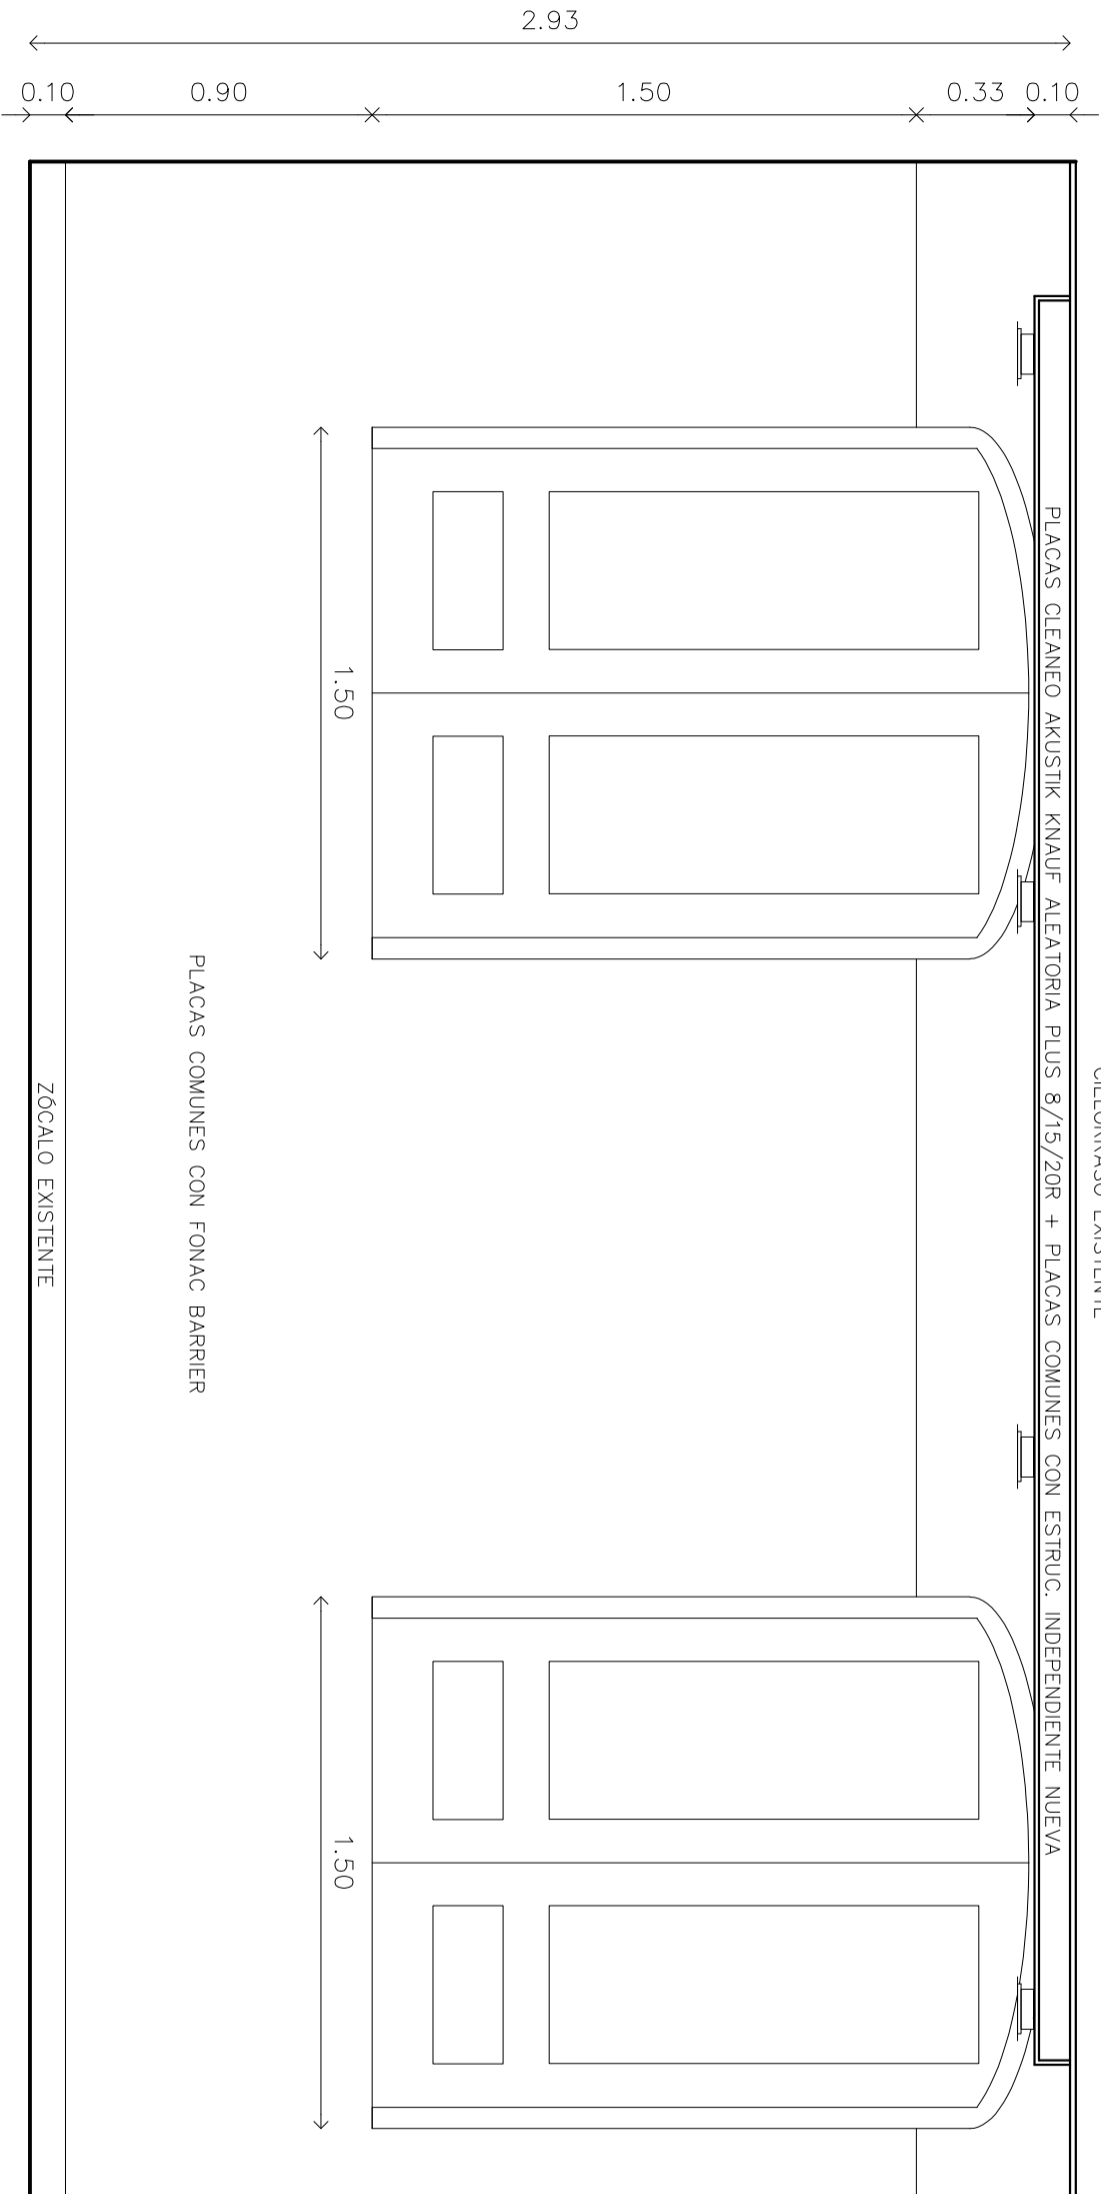 2.93
0.10
0.90
1.50
0.33
0.10
PLACAS CLEANEO AKUSTIK KNAUF ALEATORIA PLUS 8/15/20R + PLACAS COMUNES CON ESTRUC. INDEPENDIENTE NUEVA
CIELORRASO EXISTENTE
1.50
1.50
PLACAS COMUNES CON FONAC BARRIER
ZÓCALO EXISTENTE